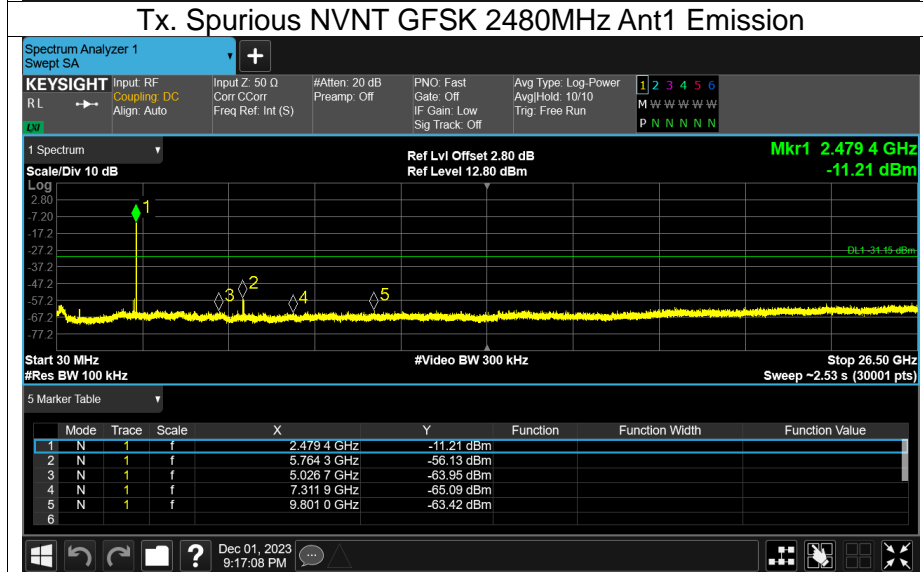 Tx. Spurious NVNT GFSK 2480MHz Ant1 Emission
Spectrum Analyzer 1
Swept SA
+
KEYSIGHT Input: RF Input Z: 50 Ω #Atten: 20 dB PNO: Fast Avg Type: Log-Power 1 2 3 4 5 6
R L Coupling: DC Corr CCorr Preamp: Off Gate: Off Avg|Hold: 10/10 M W W W W W
Align: Auto Freq Ref: Int (S) IF Gain: Low Trig: Free Run
LXI Sig Track: Off P N N N N N
1 Spectrum Ref Lvl Offset 2.80 dB Mkr1 2.479 4 GHz
Scale/Div 10 dB Ref Level 12.80 dBm -11.21 dBm
Log
2.80
1
-7.20
-17.2
-27.2 DL1 -31.15 dBm
-37.2
-47.2 2
-57.2 3 4 5
-67.2
-77.2
Start 30 MHz #Video BW 300 kHz Stop 26.50 GHz
#Res BW 100 kHz Sweep ~2.53 s (30001 pts)
5 Marker Table
Mode Trace Scale X Y Function Function Width Function Value
1 N 1 f 2.479 4 GHz -11.21 dBm
2 N 1 f 5.764 3 GHz -56.13 dBm
3 N 1 f 5.026 7 GHz -63.95 dBm
4 N 1 f 7.311 9 GHz -65.09 dBm
5 N 1 f 9.801 0 GHz -63.42 dBm
6
? Dec 01, 2023
9:17:08 PM